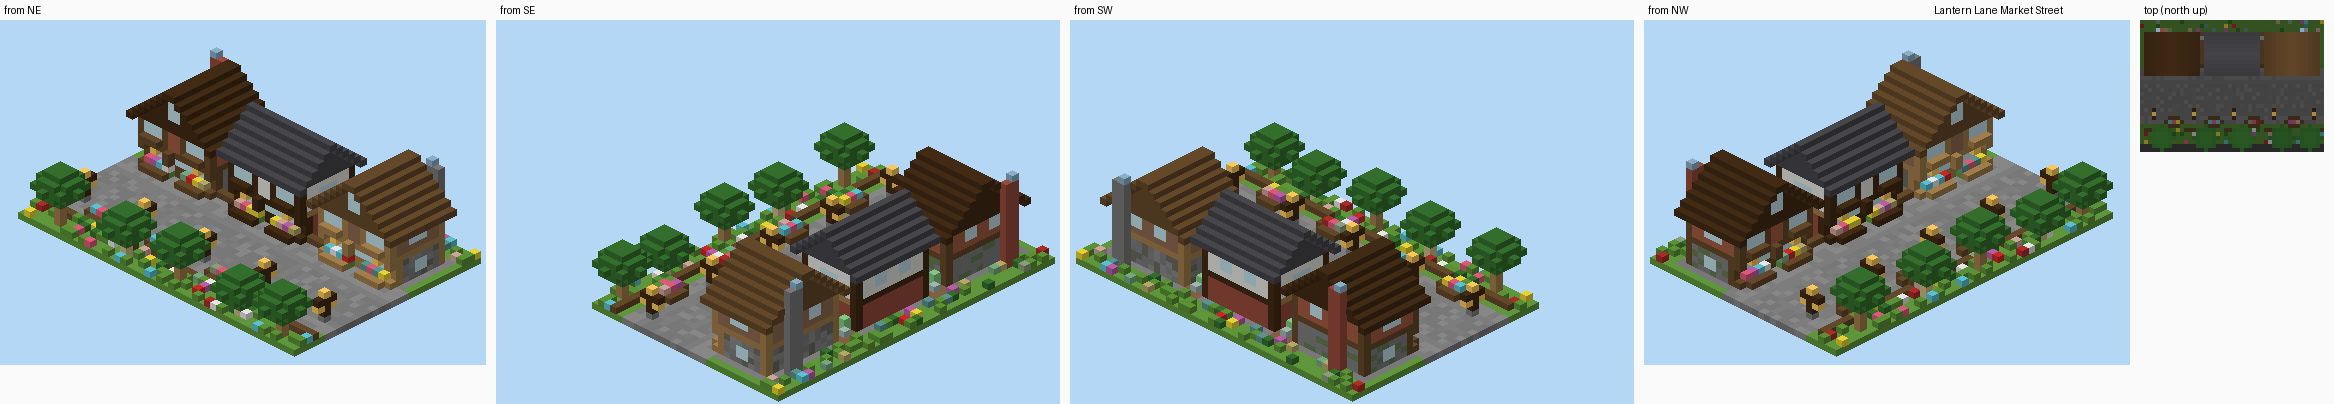 from NE
from SE
from SW
from NW
Lantern Lane Market Street
top (north up)